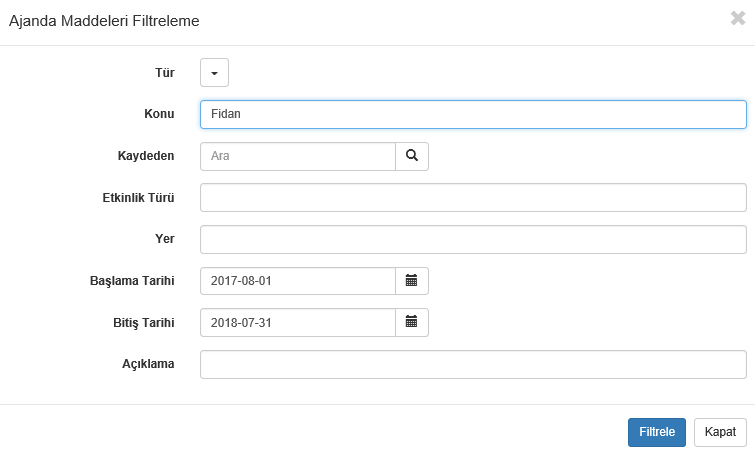 Ajanda Maddeleri Filtreleme
Tür
Konu Fidan
Kaydeden Ara
Etkinlik Türü
Yer
Başlama Tarihi 2017-08-01
Bitiş Tarihi 2018-07-31
Açıklama
Filtrele Kapat